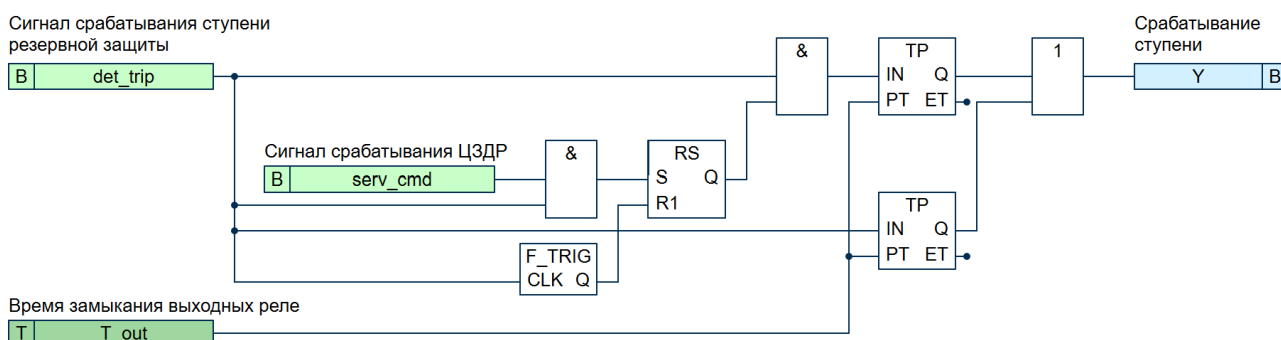 Сигнал срабатывания ступени
резервной защиты
B det_trip
Сигнал срабатывания ЦЗДР
B serv_cmd
&
RS
S Q
R1
F_TRIG
CLK Q
&
TP
IN Q
PT ET
TP
IN Q
PT ET
1
Срабатывание
ступени
Y B
Время замыкания выходных реле
T T_out